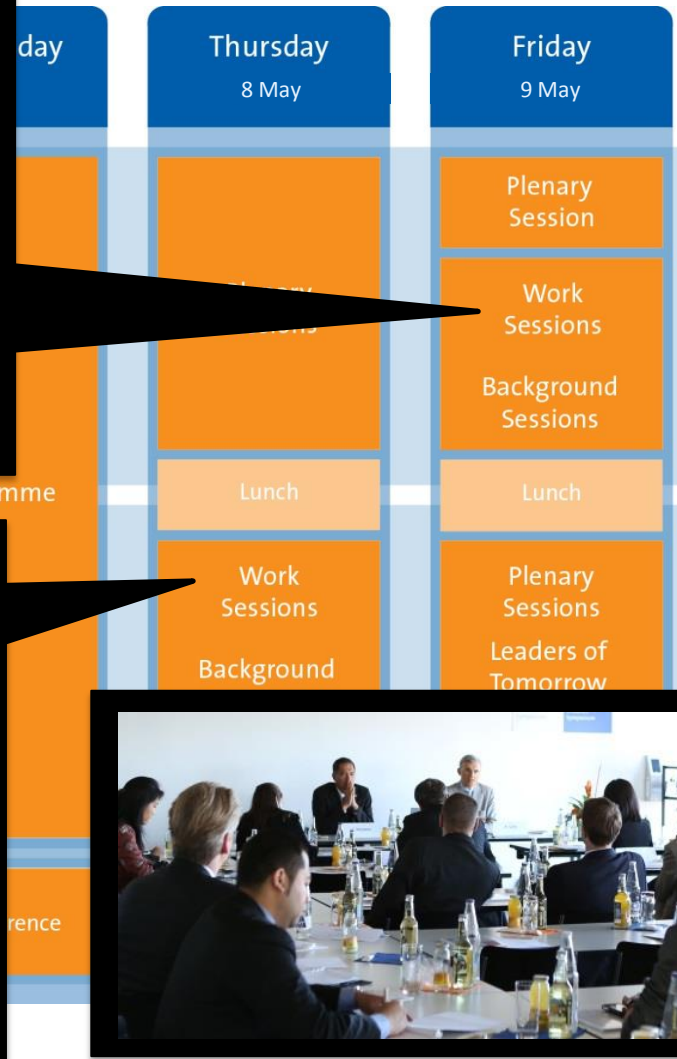 day
mme
rence
Thursday
8 May
Lunch
Work
Sessions
Background
Friday
9 May
Plenary
Session
Work
Sessions
Background
Sessions
Lunch
Plenary
Sessions
Leaders of
Tomorrow